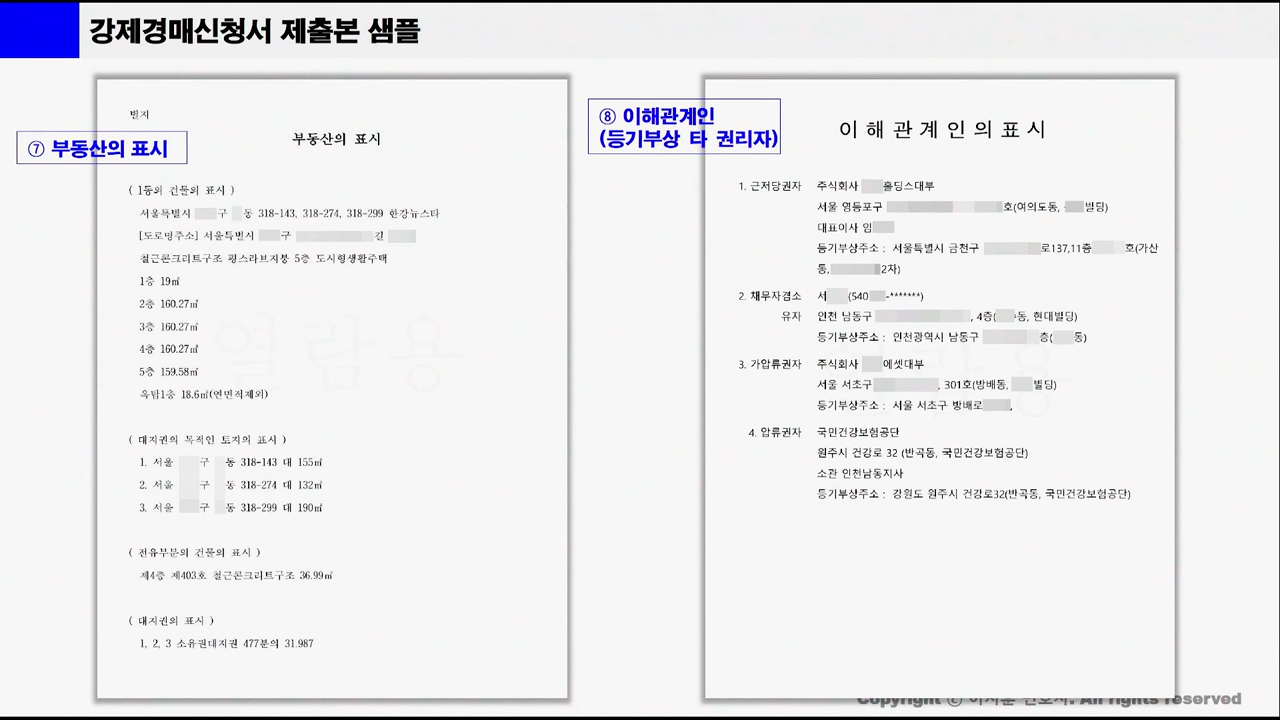 강제경매신청서 제출본 샘플
별지
⑦ 부동산의 표시
부동산의 표시
( 1동의 건물의 표시 )
서울특별시 구 동 318-143, 318-274, 318-299 한강뉴스타
[도로명주소] 서울특별시 구 길
철근콘크리트구조 평스라브지붕 5층 도시형생활주택
1층 19㎡
2층 160.27㎡
3층 160.27㎡
4층 160.27㎡
5층 159.58㎡
옥탑1층 18.6㎡(연면적제외)
( 대지권의 목적인 토지의 표시 )
1. 서울 구 동 318-143 대 155㎡
2. 서울 구 동 318-274 대 132㎡
3. 서울 구 동 318-299 대 190㎡
( 전유부분의 건물의 표시 )
제4층 제403호 철근콘크리트구조 36.99㎡
( 대지권의 표시 )
1, 2, 3 소유권대지권 477분의 31.987
열람용
⑧ 이해관계인
(등기부상 타 권리자)
이 해 관 계 인 의 표 시
1. 근저당권자 주식회사 홀딩스대부
서울 영등포구 호(여의도동, 빌딩)
대표이사 임
등기부상주소 : 서울특별시 금천구 로137,11층 호(가산
동, 2차)
2. 채무자겸소 서 (540 -*******)
유자 인천 남동구 , 4층( 동, 현대빌딩)
등기부상주소 : 인천광역시 남동구 층( 동)
3. 가압류권자 주식회사 에셋대부
서울 서초구 , 301호(방배동, 빌딩)
등기부상주소 : 서울 서초구 방배로 ,
4. 압류권자 국민건강보험공단
원주시 건강로 32 (반곡동, 국민건강보험공단)
소관 인천남동지사
등기부상주소 : 강원도 원주시 건강로32(반곡동, 국민건강보험공단)
Copyright ⓒ 이지훈 변호사. All rights reserved